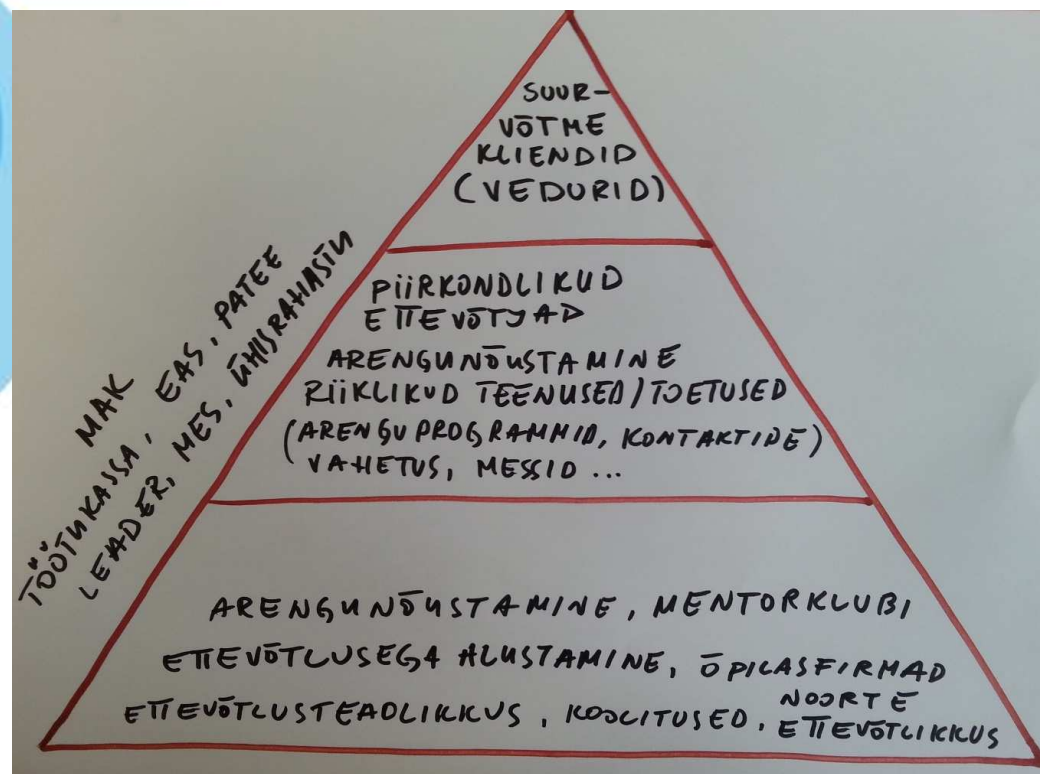 SUUR-
VÕTME
KLIENDID
(VEDURID)
PIIRKONDLIKUD
ETTEVÕTJAD
ARENGUNÕUSTAMINE
RIIKLIKUD TEENUSED/TOETUSED
(ARENGUPROGRAMMID, KONTAKTIDE)
VAHETUS, MESSID ...
MAK
TÖÖTUKASSA, EAS, PATEE
LEADER, MES, ÜHISRAHASTU
ARENGUNÕUSTAMINE, MENTORKLUBI
ETTEVÕTLUSEGA ALUSTAMINE, ÕPILASFIRMAD
ETTEVÕTLUSTEADLIKKUS, KOOLITUSED, NOORTE
ETTEVÕTLIKKUS